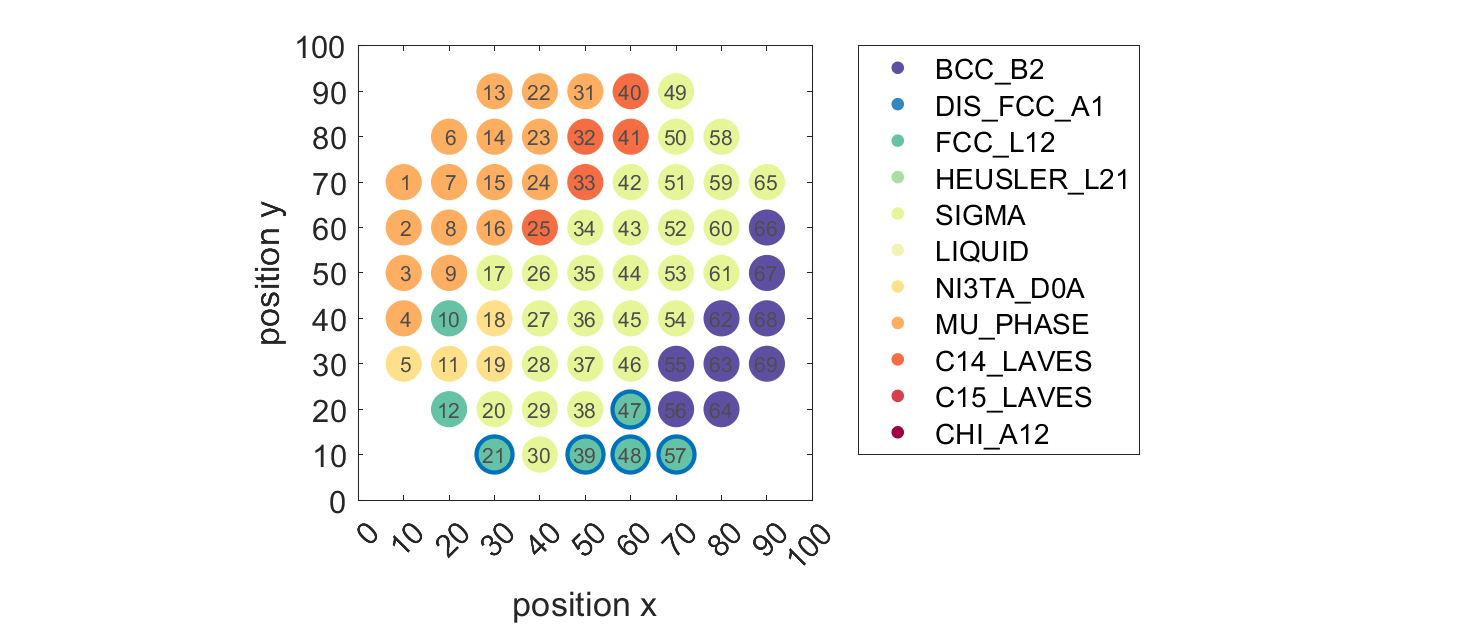 100
90 13 22 31 40 49
80 6 14 23 32 41 50 58
70 1 7 15 24 33 42 51 59 65
60 2 8 16 25 34 43 52 60 66
50 3 9 17 26 35 44 53 61 67
40 4 10 18 27 36 45 54 62 68
30 5 11 19 28 37 46 55 63 69
20 12 20 29 38 47 56 64
10 21 30 39 48 57
0
0 10 20 30 40 50 60 70 80 90 100
position x
position y
BCC_B2
DIS_FCC_A1
FCC_L12
HEUSLER_L21
SIGMA
LIQUID
NI3TA_D0A
MU_PHASE
C14_LAVES
C15_LAVES
CHI_A12